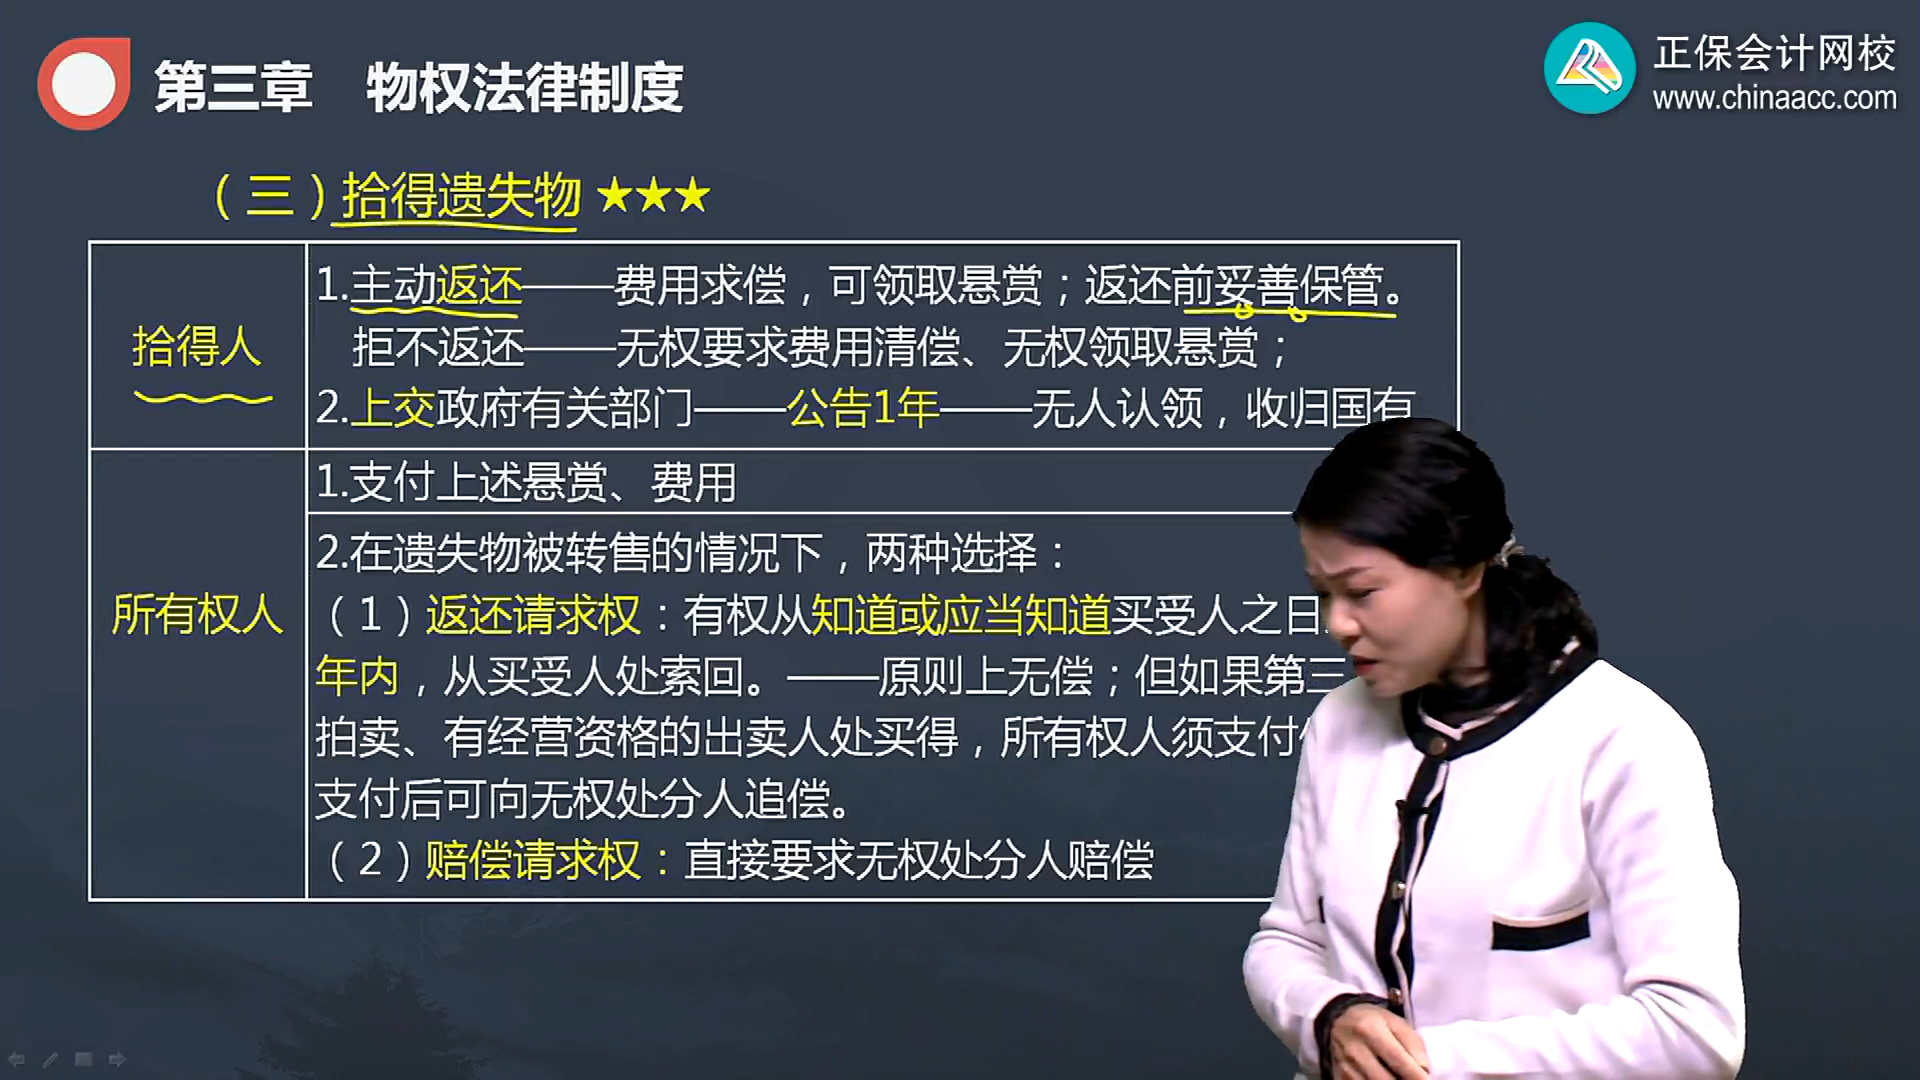 第三章 物权法律制度
正保会计网校
www.chinaacc.com
（三）拾得遗失物 ★★★
拾得人
1.主动返还——费用求偿，可领取悬赏；返还前妥善保管。
拒不返还——无权要求费用清偿、无权领取悬赏；
2.上交政府有关部门——公告1年——无人认领，收归国有
所有权人
1.支付上述悬赏、费用
2.在遗失物被转售的情况下，两种选择：
（1）返还请求权：有权从知道或应当知道买受人之日
年内，从买受人处索回。——原则上无偿；但如果第三
拍卖、有经营资格的出卖人处买得，所有权人须支付
支付后可向无权处分人追偿。
（2）赔偿请求权：直接要求无权处分人赔偿